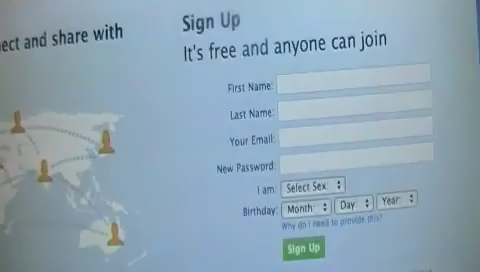 ect and share with
Sign Up
It's free and anyone can join
First Name:
Last Name:
Your Email:
New Password:
I am: Select Sex:
Birthday: Month: Day: Year:
Why do I need to provide this?
Sign Up